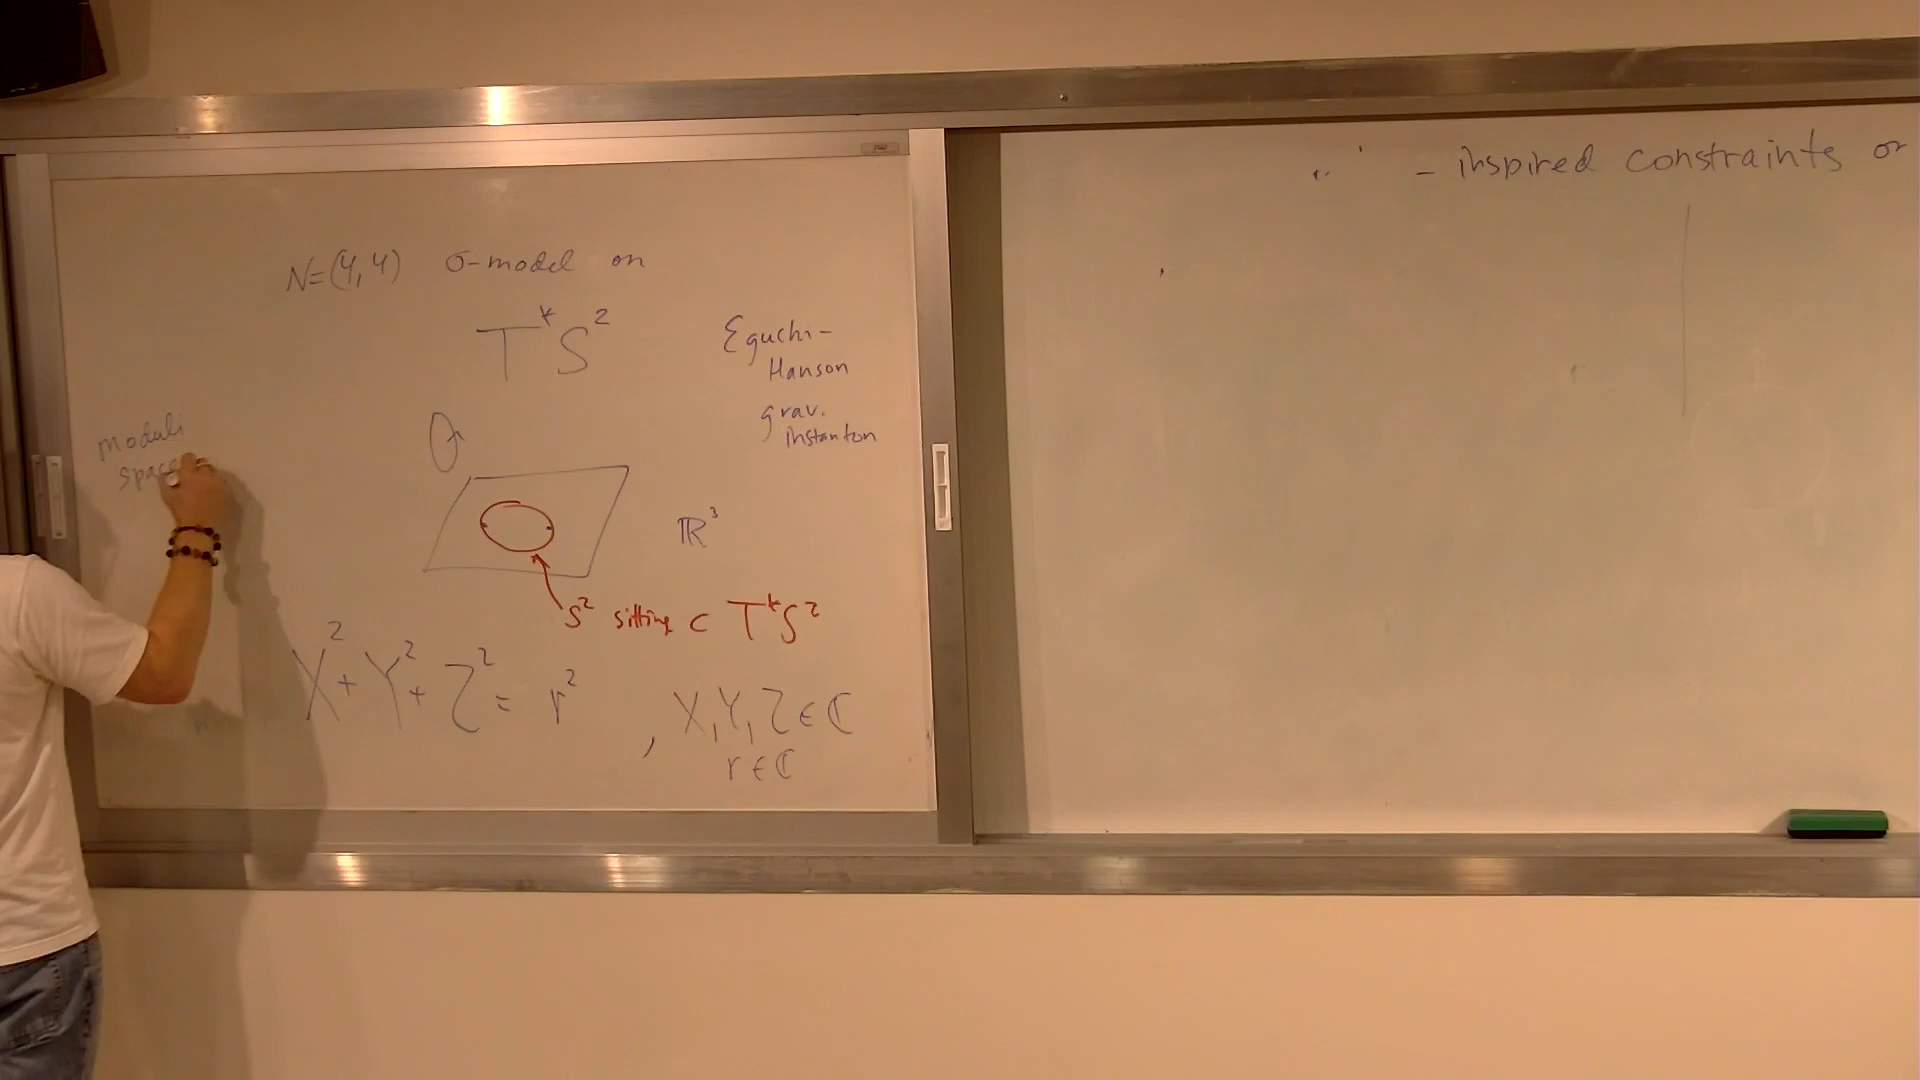 N=(4,4) σ-model on
T*S²
Eguchi-
Hanson
grav.
instanton
moduli
space
ℝ³
S² sitting ⊂ T*S²
X²+Y²+Z²= r² , X,Y,Z∈ℂ
r∈ℂ
- inspired constraints or